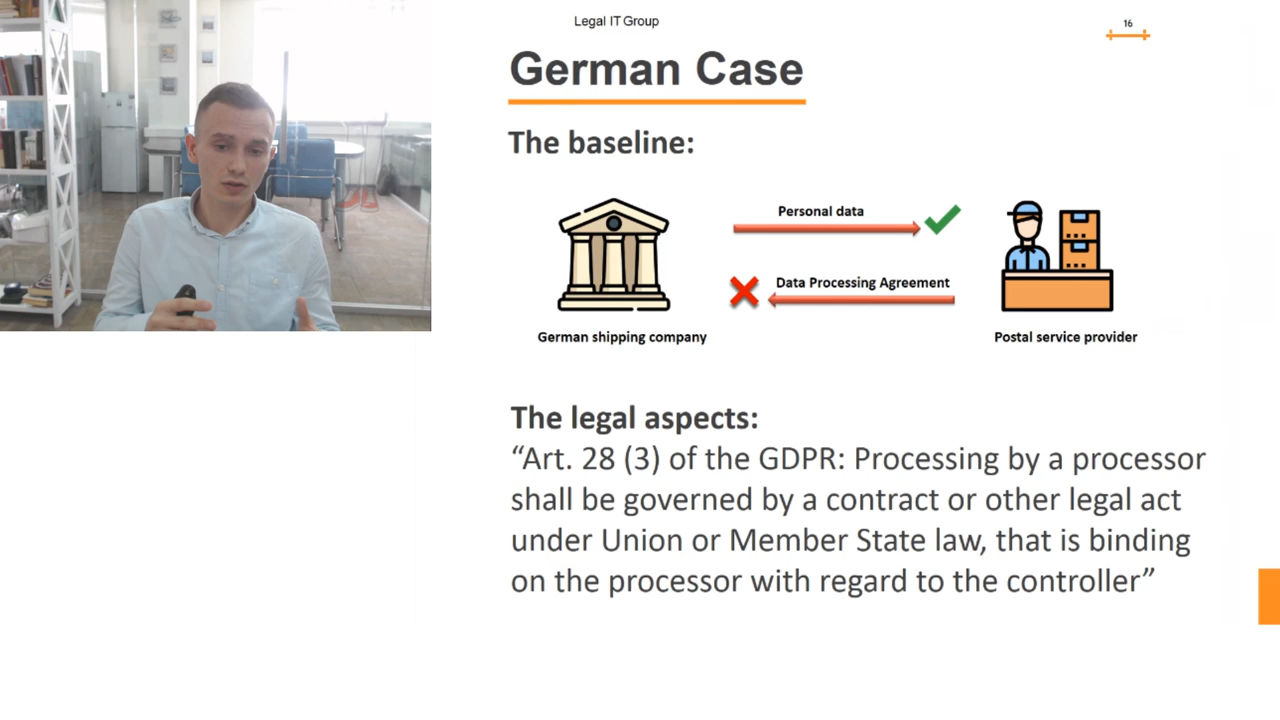 Legal IT Group
16
German Case
The baseline:
Personal data
Data Processing Agreement
German shipping company
Postal service provider
The legal aspects:
“Art. 28 (3) of the GDPR: Processing by a processor
shall be governed by a contract or other legal act
under Union or Member State law, that is binding
on the processor with regard to the controller”